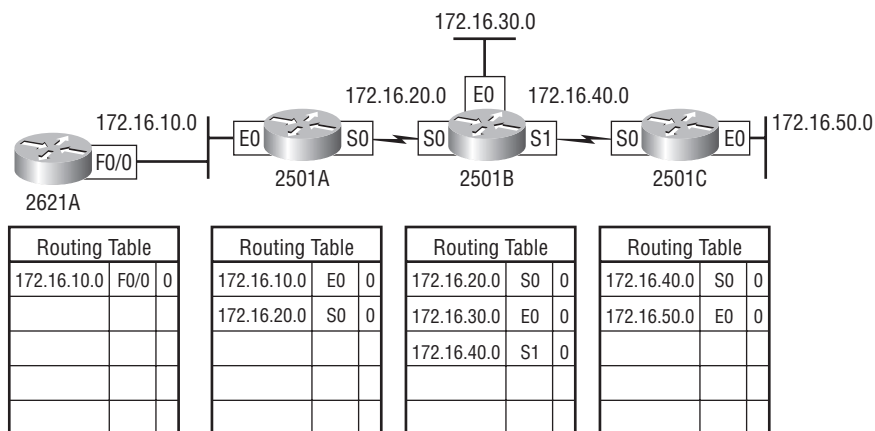 172.16.30.0
172.16.20.0 E0 172.16.40.0
172.16.10.0 172.16.50.0
F0/0 E0 S0 S0 S1 S0 E0
2621A 2501A 2501B 2501C
Routing Table
172.16.10.0 F0/0 0
Routing Table
172.16.10.0 E0 0
172.16.20.0 S0 0
Routing Table
172.16.20.0 S0 0
172.16.30.0 E0 0
172.16.40.0 S1 0
Routing Table
172.16.40.0 S0 0
172.16.50.0 E0 0